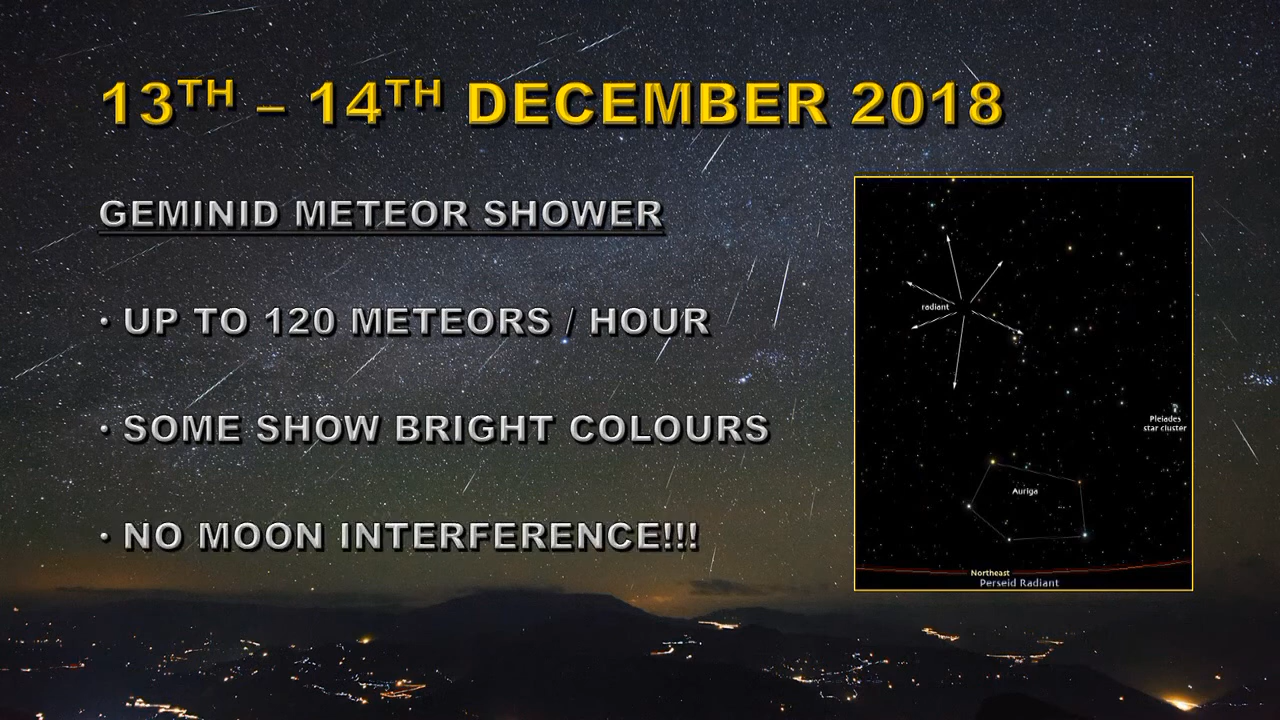 13TH – 14TH DECEMBER 2018
GEMINID METEOR SHOWER
• UP TO 120 METEORS / HOUR
• SOME SHOW BRIGHT COLOURS
• NO MOON INTERFERENCE!!!
radiant
Pleiades
star cluster
Auriga
Northeast
Perseid Radiant